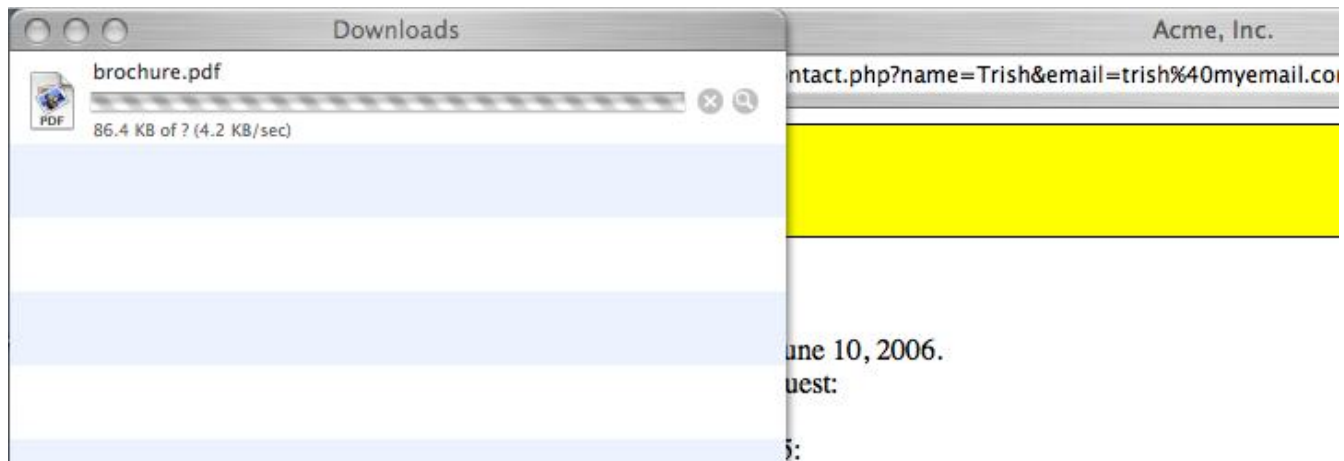 Downloads
brochure.pdf
PDF
86.4 KB of ? (4.2 KB/sec)
Acme, Inc.
ntact.php?name=Trish&email=trish%40myemail.co
une 10, 2006.
uest:
5: